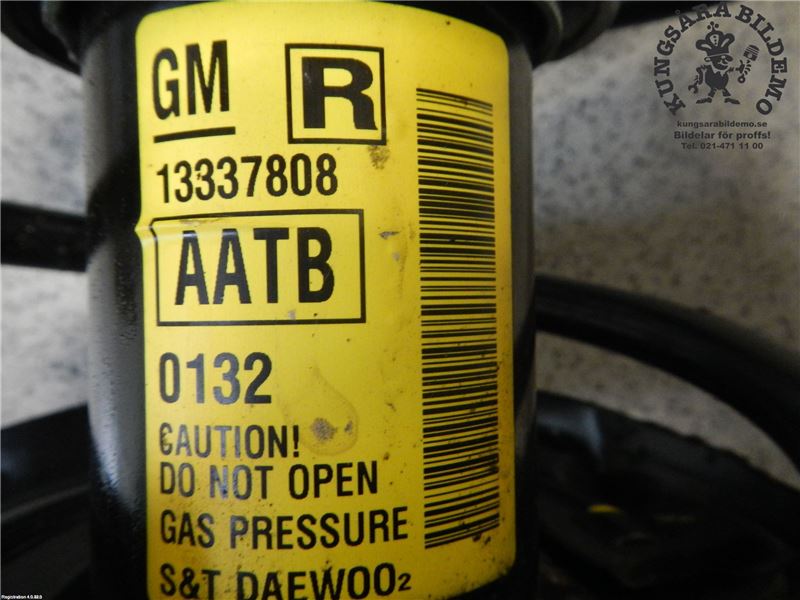 GM R
13337808
AATB
0132
CAUTION!
DO NOT OPEN
GAS PRESSURE
S&T DAEWOO2
KUNGSÅRA BILDEMO
kungsarabildemo.se
Bildelar för proffs!
Tel. 021-471 11 00